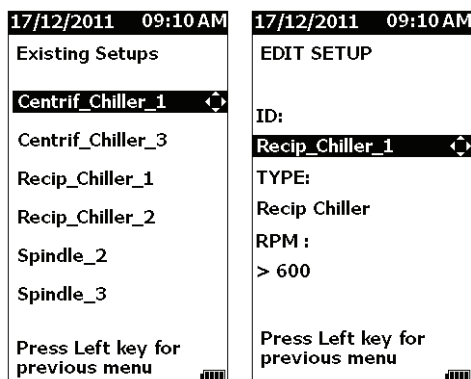 17/12/2011 09:10 AM
Existing Setups
Centrif_Chiller_1
Centrif_Chiller_3
Recip_Chiller_1
Recip_Chiller_2
Spindle_2
Spindle_3
Press Left key for
previous menu
17/12/2011 09:10 AM
EDIT SETUP
ID:
Recip_Chiller_1
TYPE:
Recip Chiller
RPM :
> 600
Press Left key for
previous menu